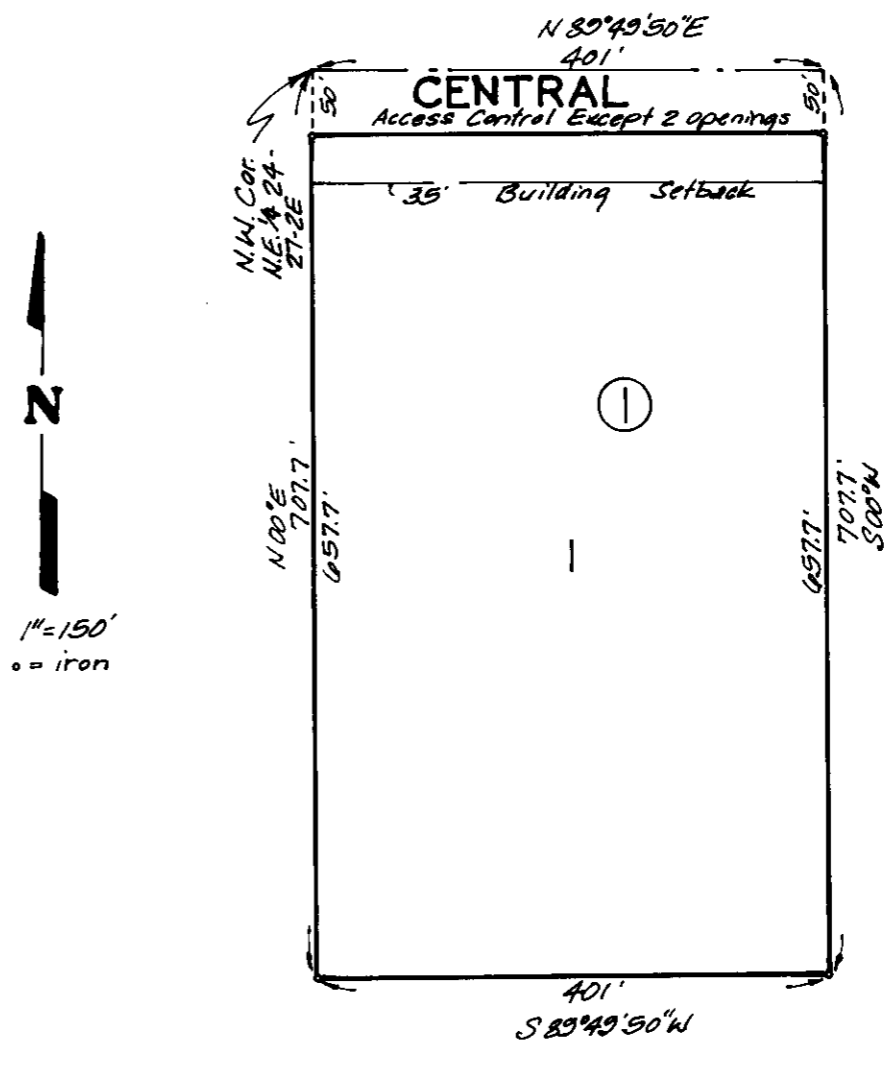 N 89°49'50"E
401'
50'
50'
CENTRAL
Access Control Except 2 openings
35' Building Setback
N.W. Cor.
N.E. ¼ 24-
27-2E
N
1"=150'
o = iron
1
1
N 00°E
707.7'
657.7'
657.7'
707.7'
S 00°W
401'
S 89°49'50"W